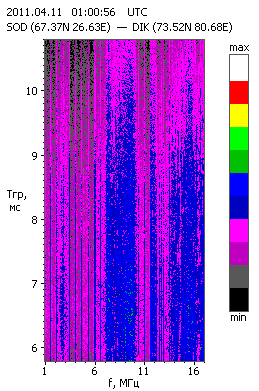 2011.04.11 01:00:56 UTC
SOD (67.37N 26.63E) — DIK (73.52N 80.68E)
max
10
9
Тгр,
мс
8
7
6
min
1 6 11 16
f, МГц